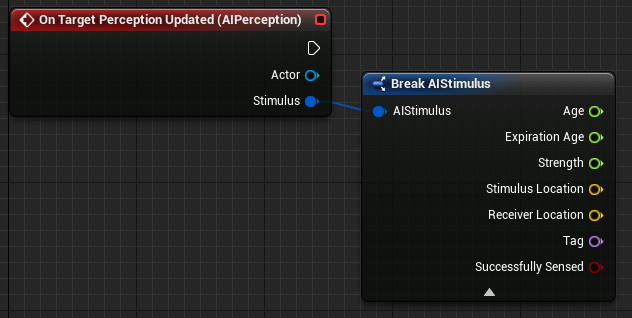 On Target Perception Updated (AIPerception)
Actor
Stimulus
Break AIStimulus
AIStimulus
Age
Expiration Age
Strength
Stimulus Location
Receiver Location
Tag
Successfully Sensed